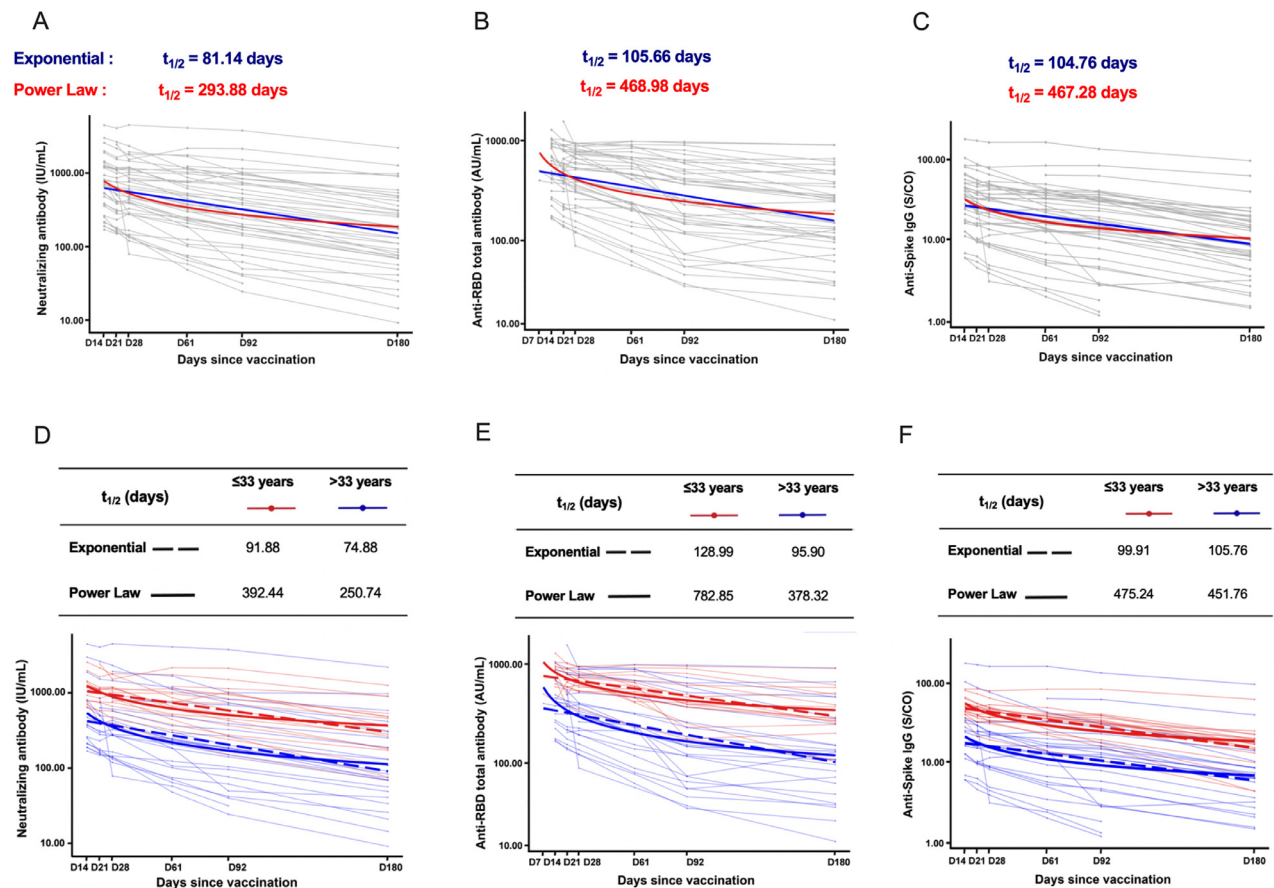 A
B
C
Exponential : t1/2 = 81.14 days
t1/2 = 105.66 days
t1/2 = 104.76 days
Power Law : t1/2 = 293.88 days
t1/2 = 468.98 days
t1/2 = 467.28 days
Neutralizing antibody (IU/mL)
1000.00
100.00
10.00
D14 D21 D28 D61 D92 D180
Days since vaccination
Anti-RBD total antibody (AU/mL)
1000.00
100.00
10.00
D7 D14 D21 D28 D61 D92 D180
Days since vaccination
Anti-Spike IgG (S/CO)
100.00
10.00
1.00
D14 D21 D28 D61 D92 D180
Days since vaccination
D
t1/2 (days) ≤33 years >33 years
Exponential 91.88 74.88
Power Law 392.44 250.74
Neutralizing antibody (IU/mL)
1000.00
100.00
10.00
D14 D21 D28 D61 D92 D180
Days since vaccination
E
t1/2 (days) ≤33 years >33 years
Exponential 128.99 95.90
Power Law 782.85 378.32
Anti-RBD total antibody (AU/mL)
1000.00
100.00
10.00
D7 D14 D21 D28 D61 D92 D180
Days since vaccination
F
t1/2 (days) ≤33 years >33 years
Exponential 99.91 105.76
Power Law 475.24 451.76
Anti-Spike IgG (S/CO)
100.00
10.00
1.00
D14 D21 D28 D61 D92 D180
Days since vaccination